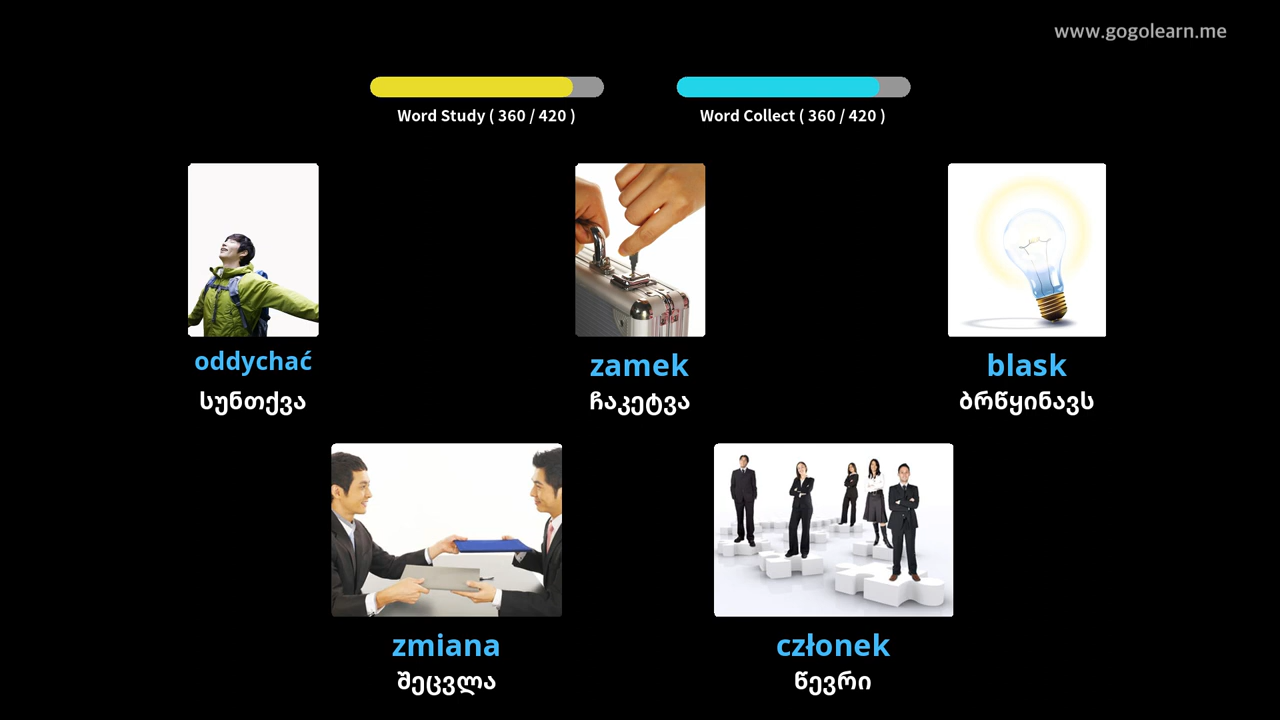 www.gogolearn.me
Word Study ( 360 / 420 )
Word Collect ( 360 / 420 )
oddychać
სუნთქვა
zamek
ჩაკეტვა
blask
ბრწყინავს
zmiana
შეცვლა
członek
წევრი